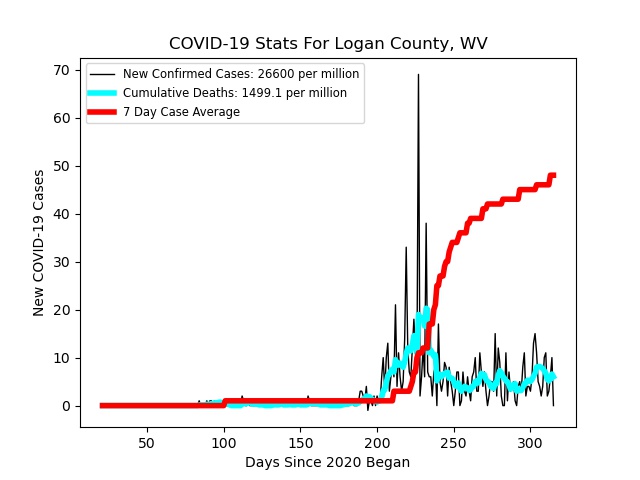 COVID-19 Stats For Logan County, WV
New Confirmed Cases: 26600 per million
Cumulative Deaths: 1499.1 per million
7 Day Case Average
New COVID-19 Cases
70
60
50
40
30
20
10
0
50 100 150 200 250 300
Days Since 2020 Began